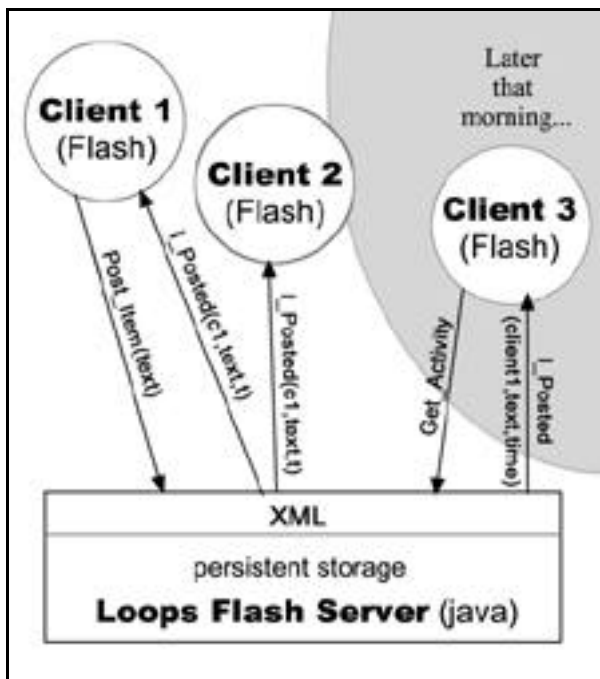 Later
that
morning...
Client 1
(Flash)
Client 2
(Flash)
Client 3
(Flash)
Post_Item(text)
I_Posted(c1,text,t)
I_Posted(c1,text,t)
Get_Activity
I_Posted
(client1,text,time)
XML
persistent storage
Loops Flash Server (java)